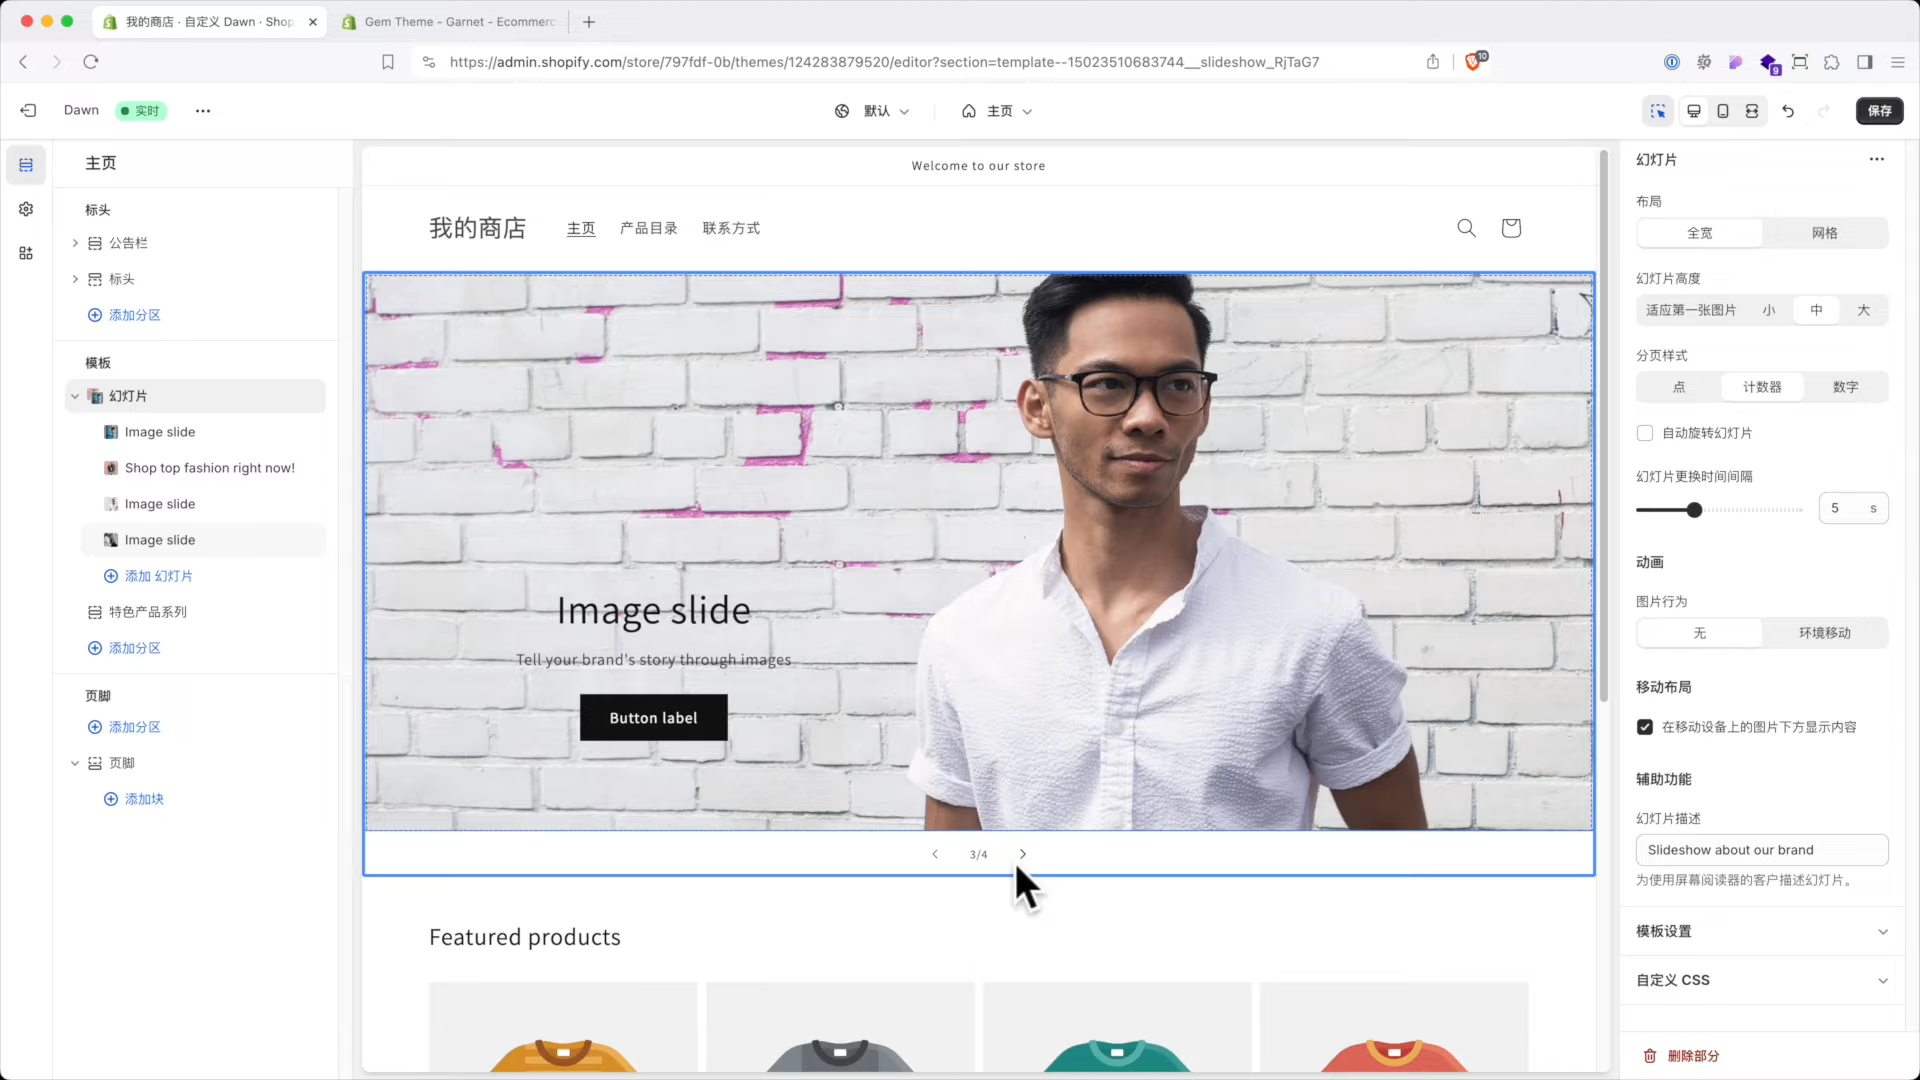 我的商店 · 自定义 Dawn · Shop
Gem Theme - Garnet - Ecommerc
https://admin.shopify.com/store/797fdf-0b/themes/124283879520/editor?section=template--15023510683744__slideshow_RjTaG7
10
9
Dawn
实时
默认
主页
保存
主页
标头
公告栏
标头
添加分区
模板
幻灯片
Image slide
Shop top fashion right now!
Image slide
Image slide
添加 幻灯片
特色产品系列
添加分区
页脚
添加分区
页脚
添加块
Welcome to our store
我的商店
主页
产品目录
联系方式
Image slide
Tell your brand's story through images
Button label
3/4
Featured products
幻灯片
布局
全宽
网格
幻灯片高度
适应第一张图片
小
中
大
分页样式
点
计数器
数字
自动旋转幻灯片
幻灯片更换时间间隔
5 s
动画
图片行为
无
环境移动
移动布局
在移动设备上的图片下方显示内容
辅助功能
幻灯片描述
Slideshow about our brand
为使用屏幕阅读器的客户描述幻灯片。
模板设置
自定义 CSS
删除部分